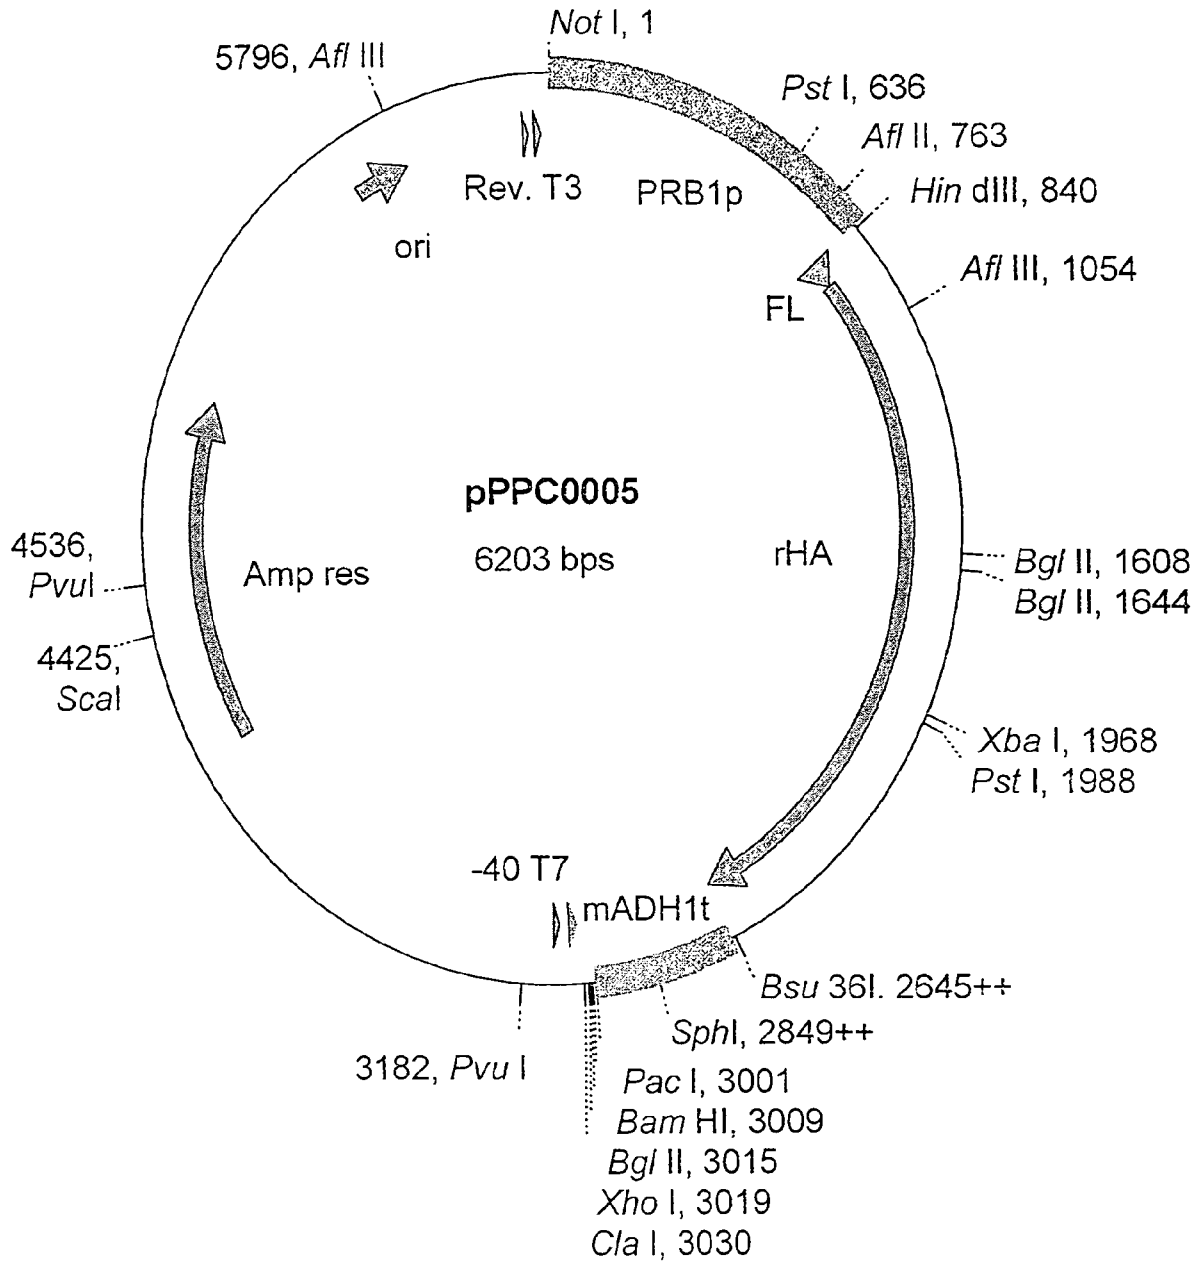 Not I, 1
5796, Afl III
Pst I, 636
Afl II, 763
Hin dIII, 840
Rev. T3
PRB1p
ori
Afl III, 1054
FL
pPPC0005
6203 bps
rHA
Amp res
4536,
PvuI
Bgl II, 1608
Bgl II, 1644
4425,
ScaI
Xba I, 1968
Pst I, 1988
-40 T7
mADH1t
Bsu 36I. 2645++
SphI, 2849++
3182, Pvu I
Pac I, 3001
Bam HI, 3009
Bgl II, 3015
Xho I, 3019
Cla I, 3030